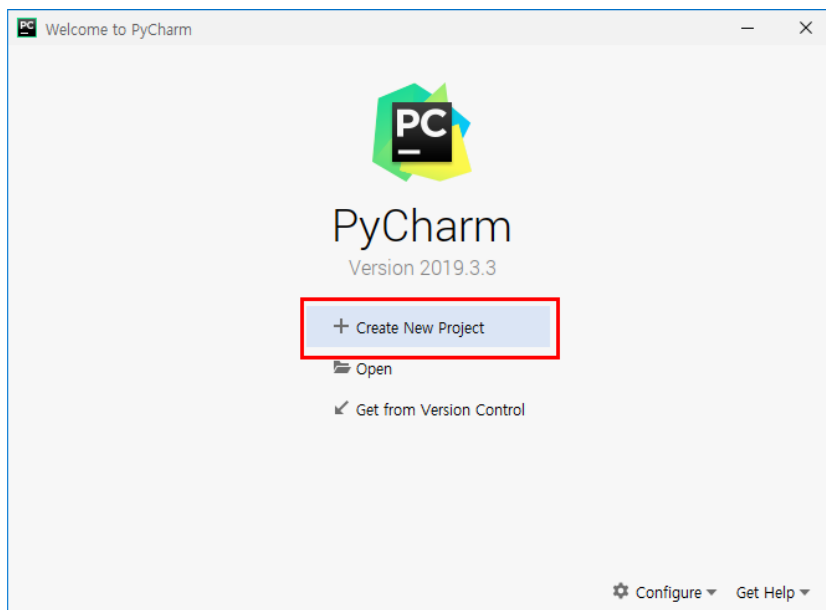 PC
Welcome to PyCharm
PC
PyCharm
Version 2019.3.3
Create New Project
Open
Get from Version Control
Configure Get Help